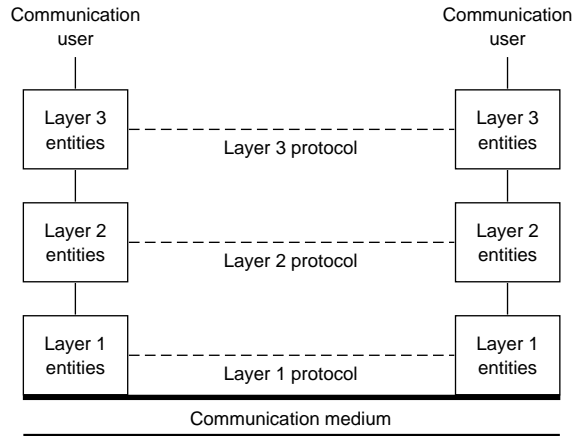 Communication
user
Communication
user
Layer 3
entities
Layer 3 protocol
Layer 3
entities
Layer 2
entities
Layer 2 protocol
Layer 2
entities
Layer 1
entities
Layer 1 protocol
Layer 1
entities
Communication medium